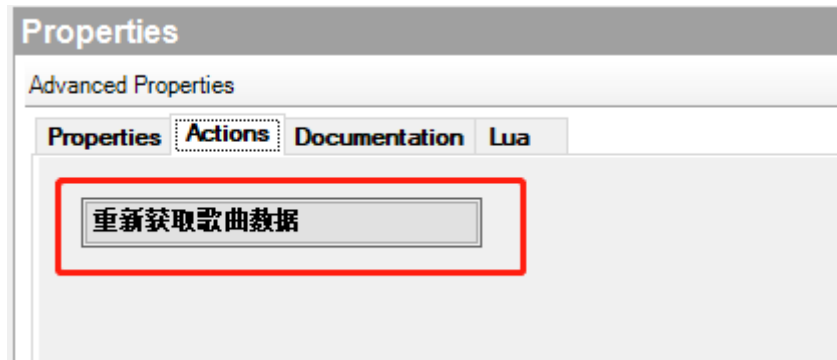 Properties
Advanced Properties
Properties Actions Documentation Lua
重新获取歌曲数据